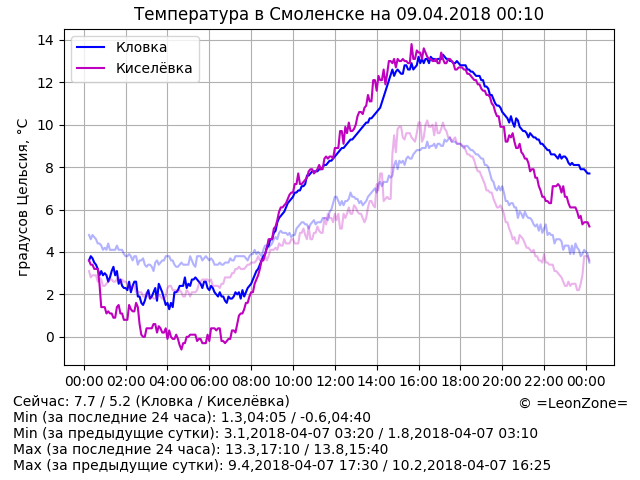 Температура в Смоленске на 09.04.2018 00:10
Кловка
Киселёвка
градусов Цельсия, °C
14
12
10
8
6
4
2
0
00:00 02:00 04:00 06:00 08:00 10:00 12:00 14:00 16:00 18:00 20:00 22:00 00:00
Сейчас: 7.7 / 5.2 (Кловка / Киселёвка)
© =LeonZone=
Min (за последние 24 часа): 1.3,04:05 / -0.6,04:40
Min (за предыдущие сутки): 3.1,2018-04-07 03:20 / 1.8,2018-04-07 03:10
Max (за последние 24 часа): 13.3,17:10 / 13.8,15:40
Max (за предыдущие сутки): 9.4,2018-04-07 17:30 / 10.2,2018-04-07 16:25